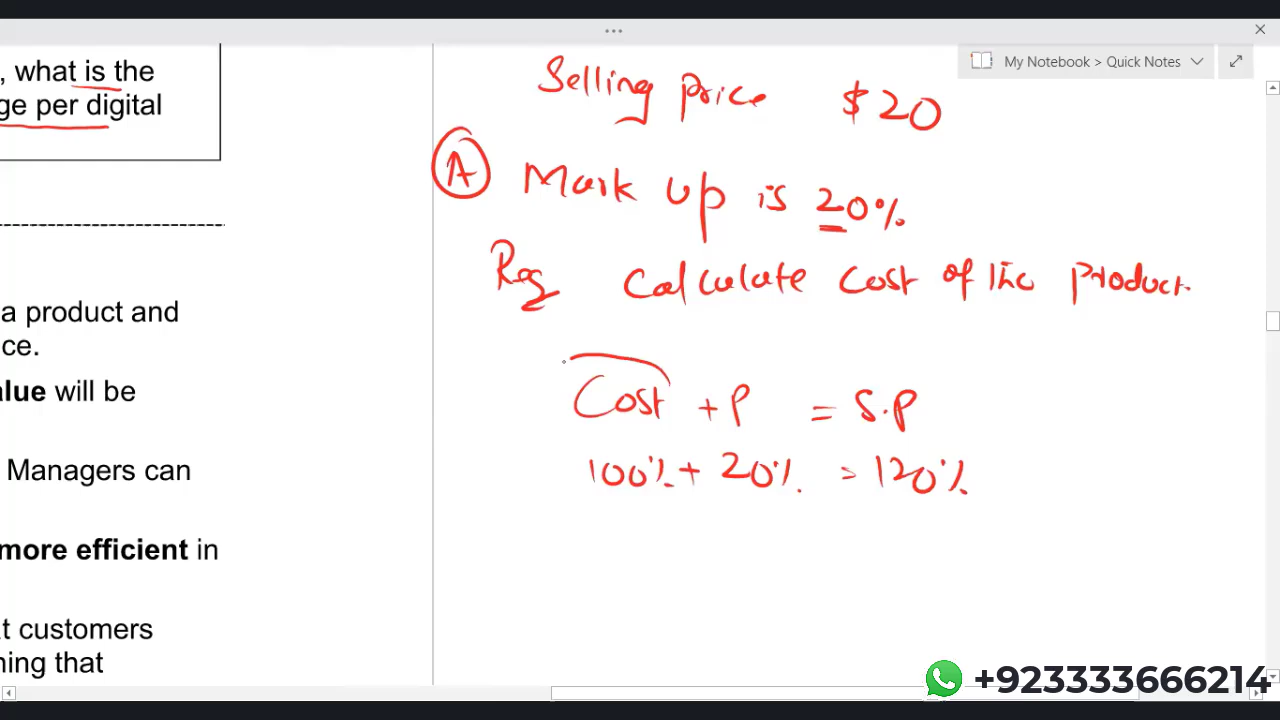 , what is the
ge per digital
a product and
ce.
alue will be
Managers can
more efficient in
t customers
ning that
My Notebook > Quick Notes
Selling price $20
A Mark up is 20%
Req Calculate Cost of the Product.
Cost + P = S.P
100% + 20% = 120%
+923333666214